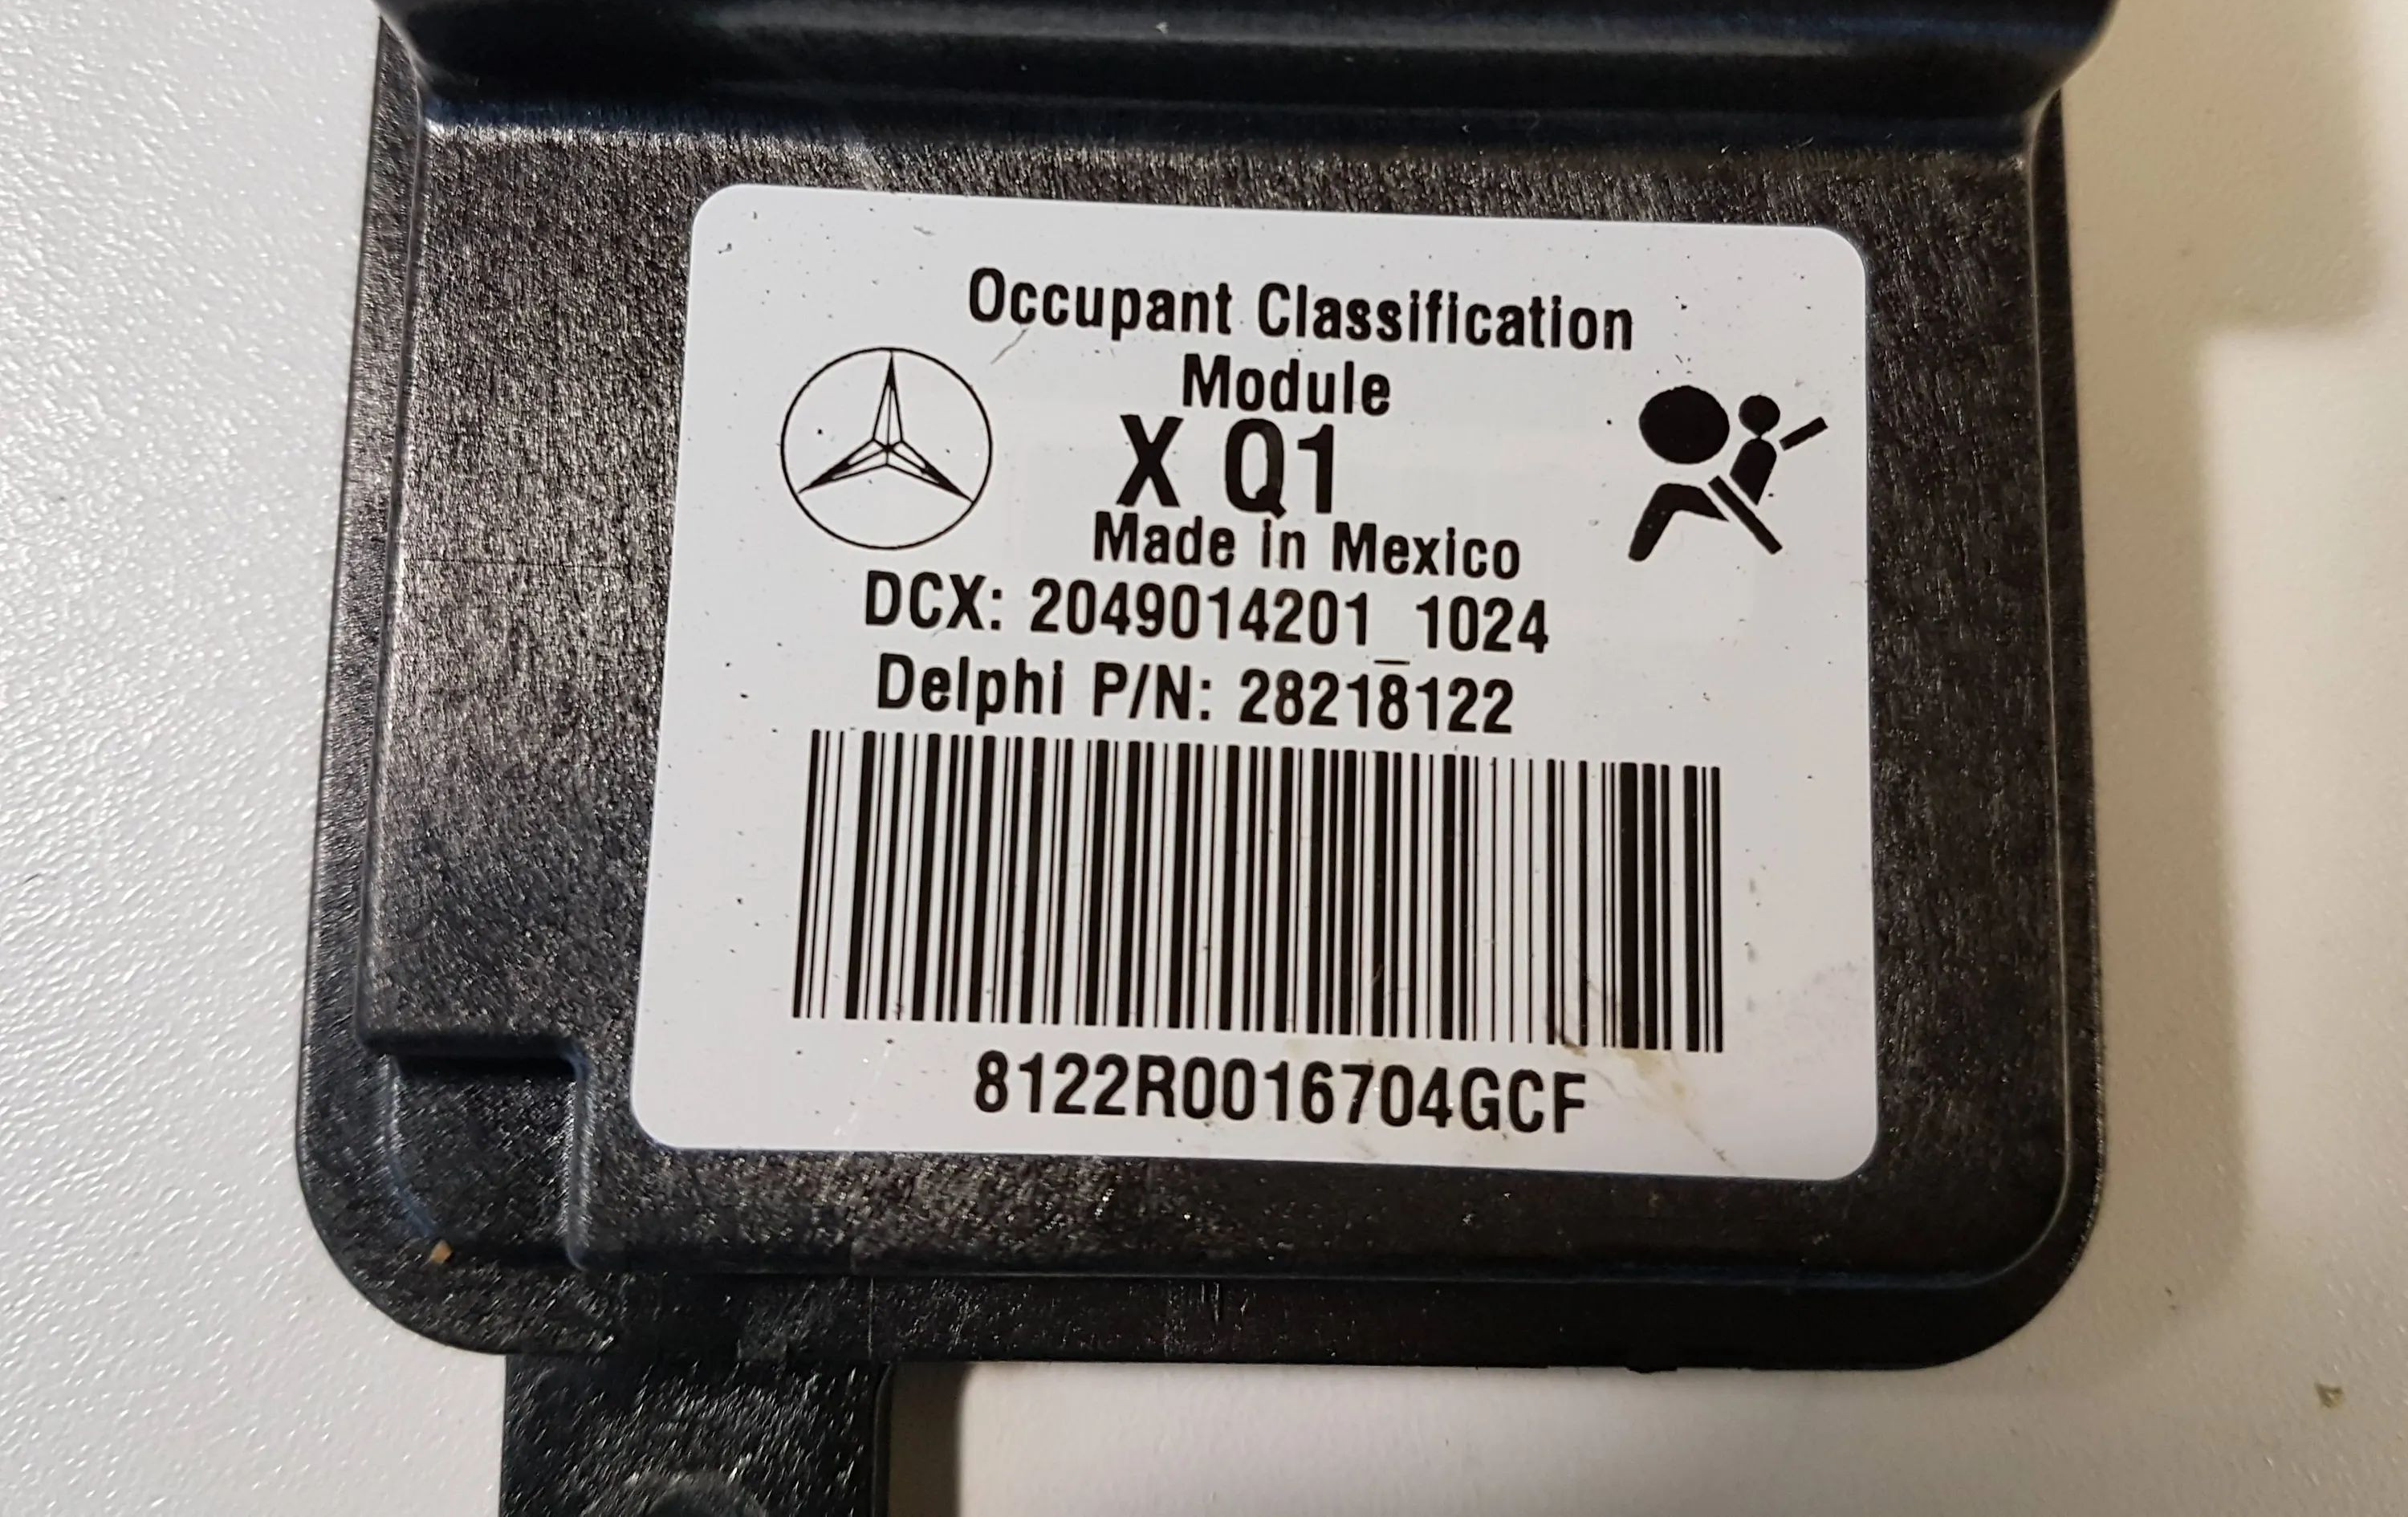 Occupant Classification
Module
X Q1
Made in Mexico
DCX: 2049014201_1024
Delphi P/N: 28218122
8122R0016704GCF